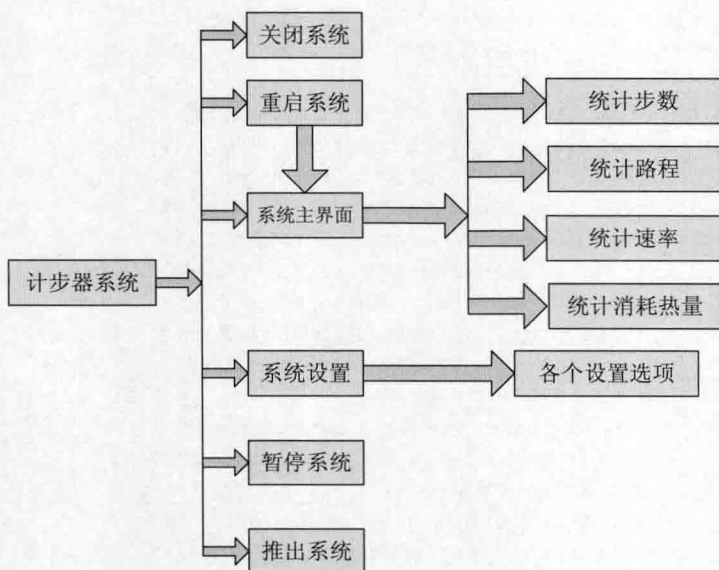 关闭系统
重启系统
统计步数
统计路程
系统主界面
统计速率
计步器系统
统计消耗热量
系统设置
各个设置选项
暂停系统
推出系统